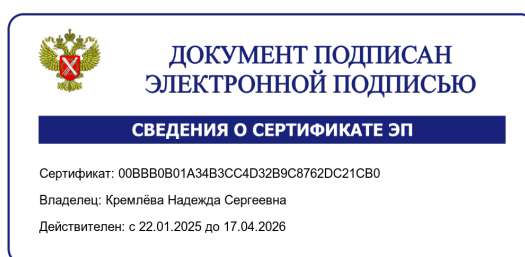 ДОКУМЕНТ ПОДПИСАН
ЭЛЕКТРОННОЙ ПОДПИСЬЮ
СВЕДЕНИЯ О СЕРТИФИКАТЕ ЭП
Сертификат: 00BBB0B01A34B3CC4D32B9C8762DC21CB0
Владелец: Кремлёва Надежда Сергеевна
Действителен: с 22.01.2025 до 17.04.2026